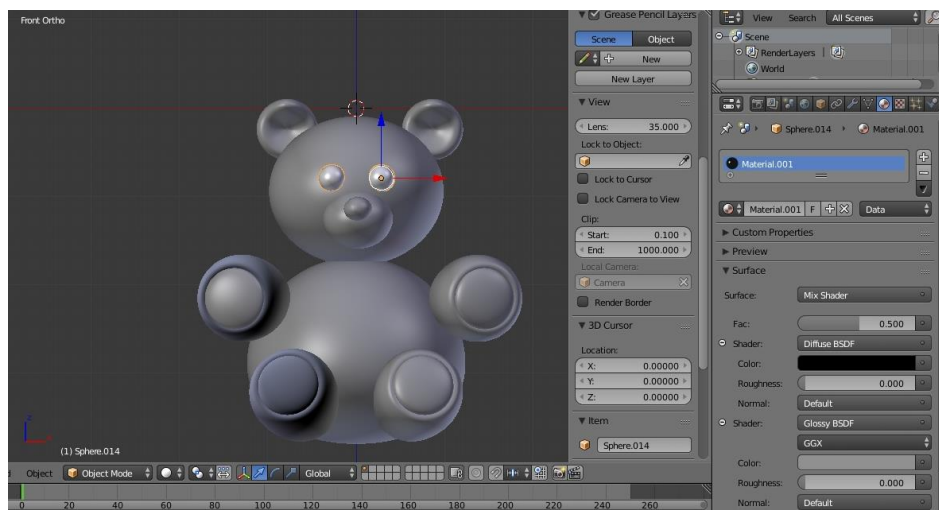 Front Ortho
(1) Sphere.014
Object
Object Mode
Global
0 20 40 60 80 100 120 140 160 180 200 220 240 260
Grease Pencil Layers
Scene Object
New
New Layer
View
Lens: 35.000
Lock to Object:
Lock to Cursor
Lock Camera to View
Clip:
Start: 0.100
End: 1000.000
Local Camera:
Camera
Render Border
3D Cursor
Location:
X: 0.00000
Y: 0.00000
Z: 0.00000
Item
Sphere.014
View Search All Scenes
Scene
RenderLayers
World
Sphere.014 Material.001
Material.001
Material.001 F Data
Custom Properties
Preview
Surface
Surface: Mix Shader
Fac: 0.500
Shader: Diffuse BSDF
Color:
Roughness: 0.000
Normal: Default
Shader: Glossy BSDF
GGX
Color:
Roughness: 0.000
Normal: Default